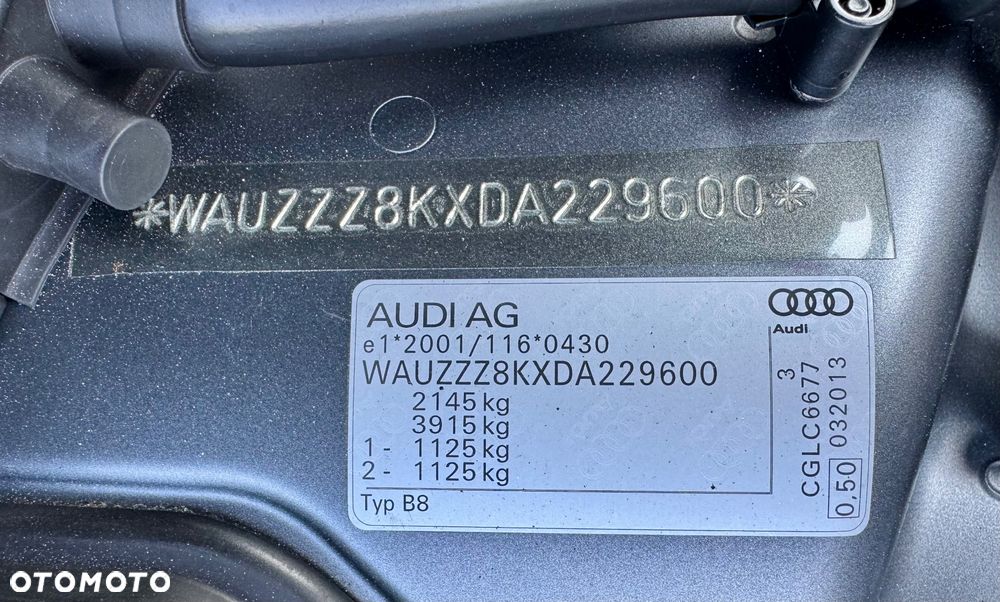 *WAUZZZ8KXDA229600*
AUDI AG
Audi
e1*2001/116*0430
WAUZZZ8KXDA229600
2145 kg
3915 kg
1 - 1125 kg
2 - 1125 kg
Typ B8
3
CGLC6677
0,50 032013
OTOMOTO